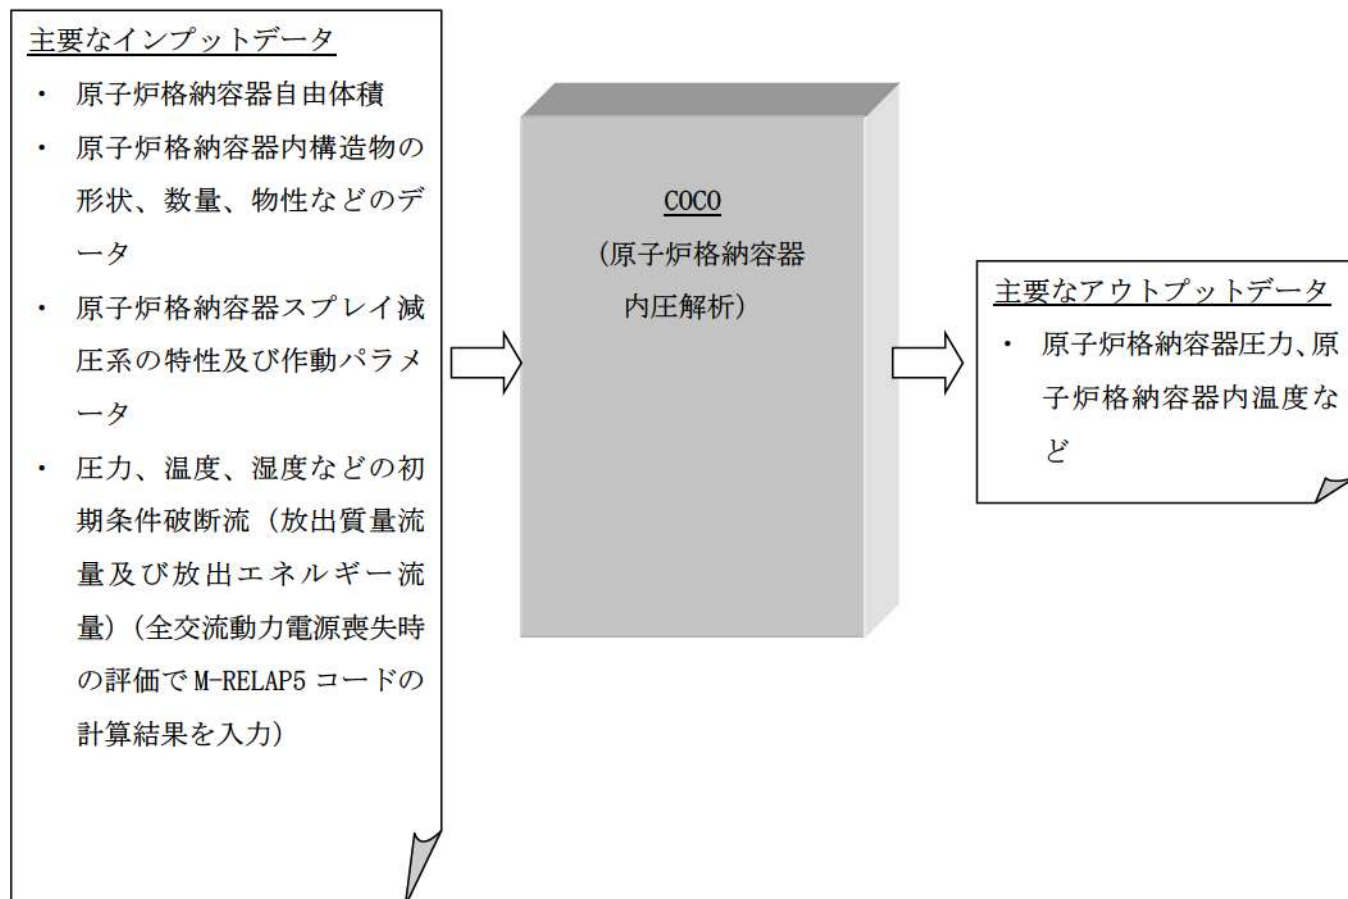 主要なインプットデータ
・ 原子炉格納容器自由体積
・ 原子炉格納容器内構造物の
形状、数量、物性などのデ
ータ
・ 原子炉格納容器スプレイ減
圧系の特性及び作動パラメ
ータ
・ 圧力、温度、湿度などの初
期条件破断流（放出質量流
量及び放出エネルギー流
量）（全交流動力電源喪失時
の評価で M-RELAP5 コードの
計算結果を入力）
COCO
（原子炉格納容器
内圧解析）
主要なアウトプットデータ
・ 原子炉格納容器圧力、原
子炉格納容器内温度な
ど